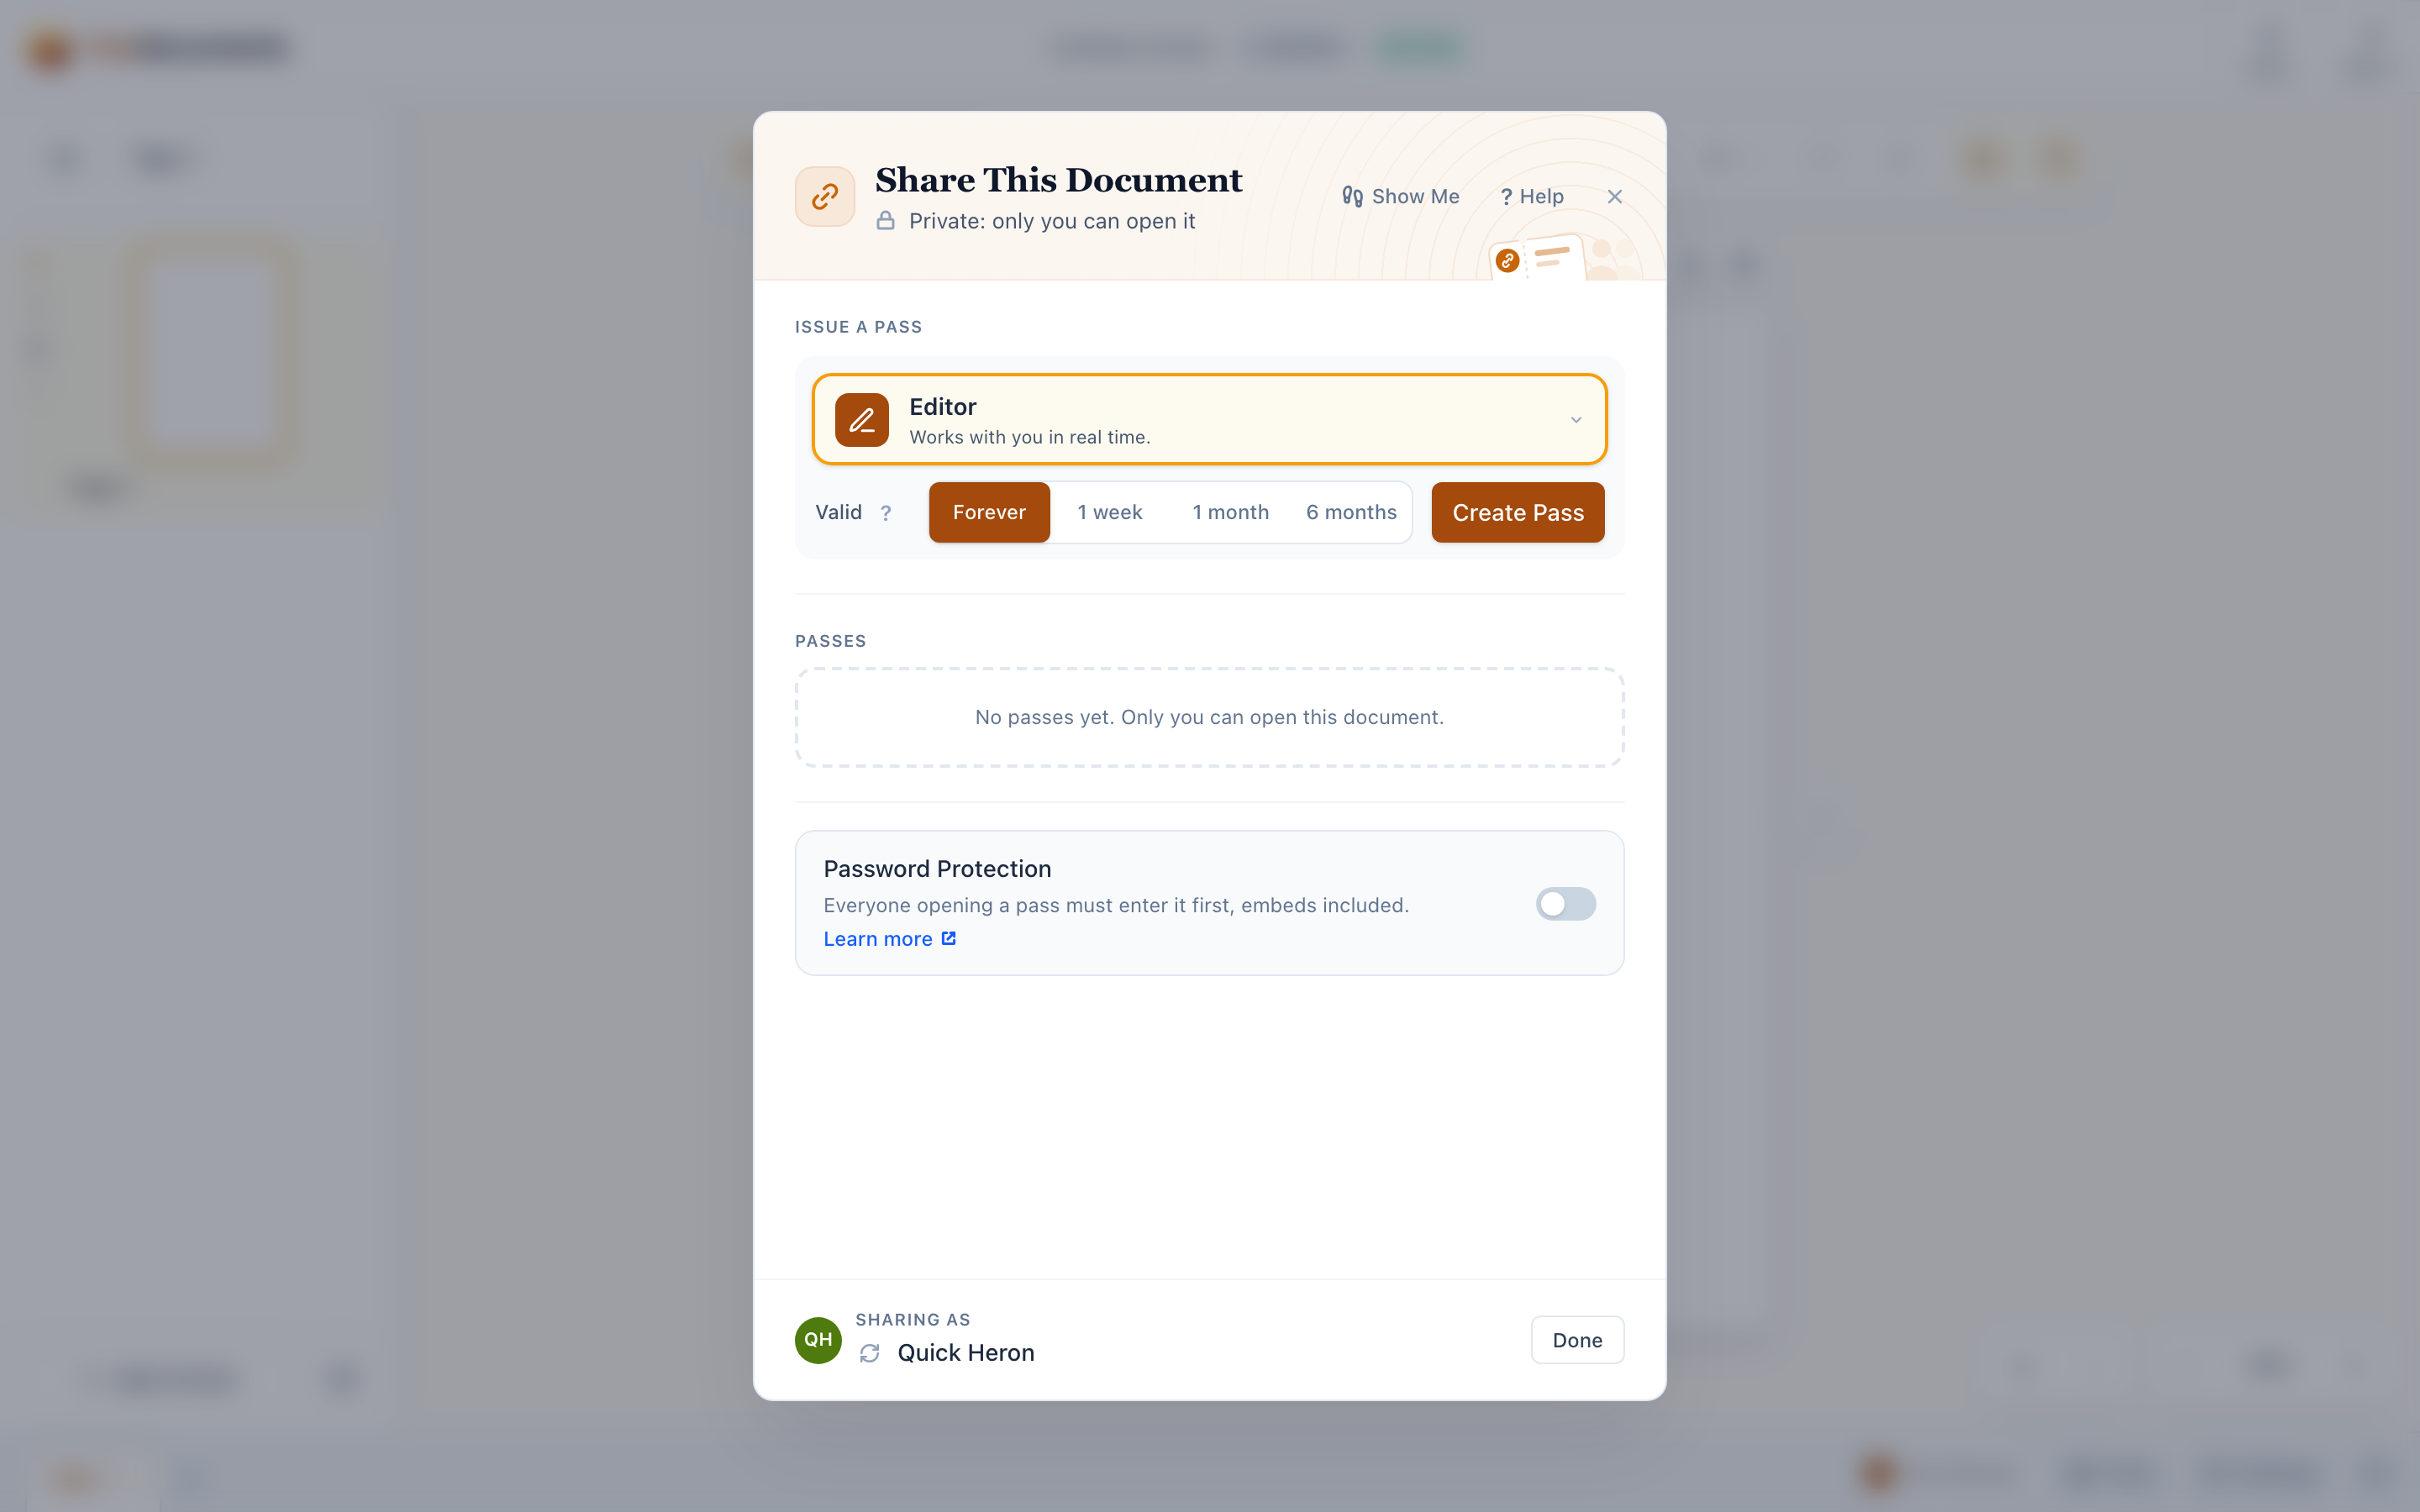 Share This Document
Private: only you can open it
Show Me
? Help
ISSUE A PASS
Editor
Works with you in real time.
Valid ?
Forever
1 week
1 month
6 months
Create Pass
PASSES
No passes yet. Only you can open this document.
Password Protection
Everyone opening a pass must enter it first, embeds included.
Learn more
QH
SHARING AS
Quick Heron
Done